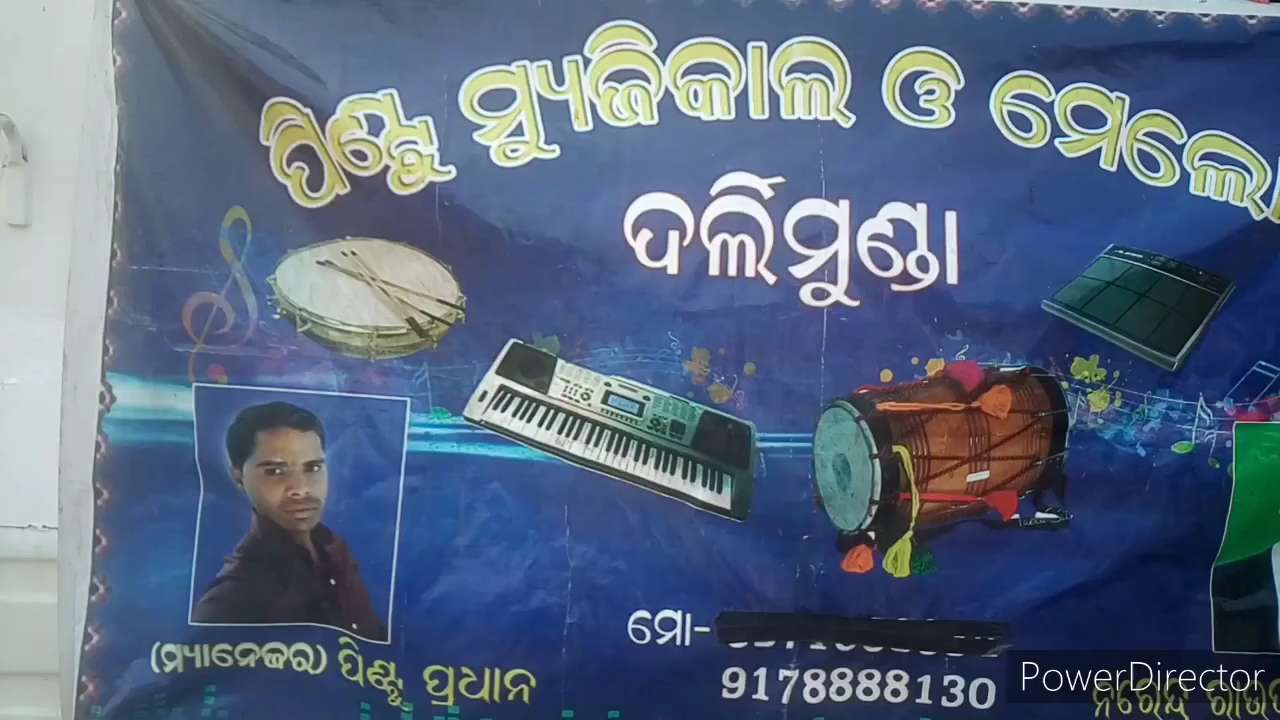 ପିଣ୍ଟୁ ମ୍ୟୁଜିକାଲ ଓ ମେଲୋ
ଦର୍ଲିମୁଣ୍ଡା
ମୋ-
9178888130
(ମ୍ୟାନେଜର) ପିଣ୍ଟୁ ପ୍ରଧାନ
PowerDirector